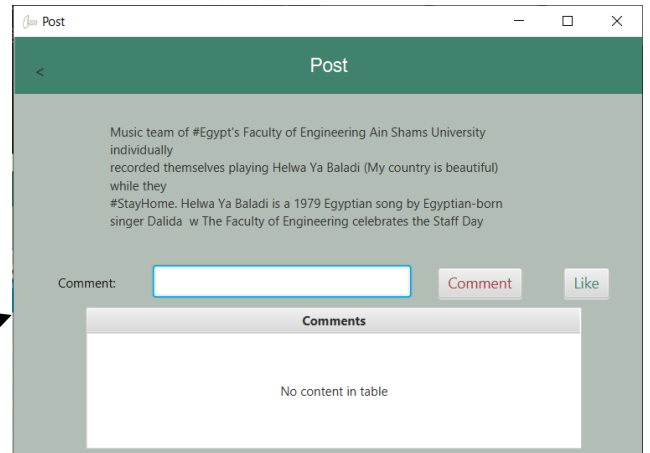 Post
<
Post
Music team of #Egypt's Faculty of Engineering Ain Shams University
individually
recorded themselves playing Helwa Ya Baladi (My country is beautiful)
while they
#StayHome. Helwa Ya Baladi is a 1979 Egyptian song by Egyptian-born
singer Dalida  w The Faculty of Engineering celebrates the Staff Day
Comment: Comment Like
Comments
No content in table